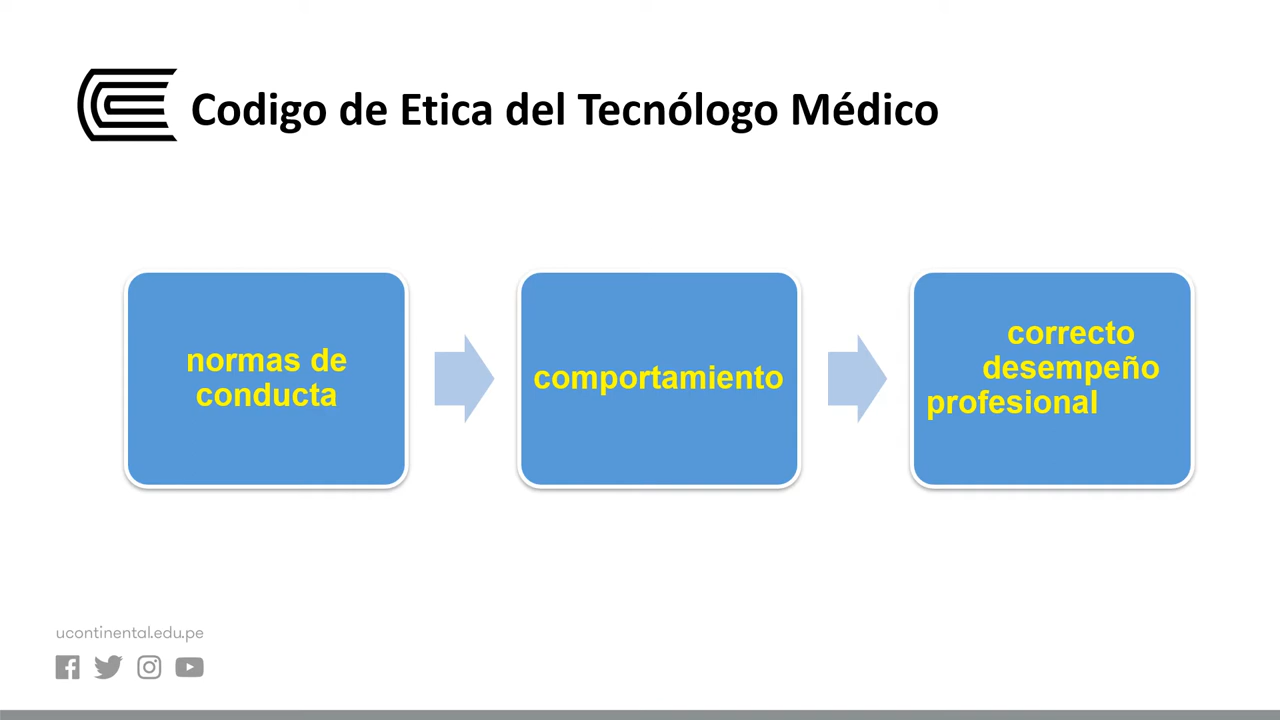 Codigo de Etica del Tecnólogo Médico
normas de
conducta
comportamiento
correcto
desempeño
profesional
ucontinental.edu.pe